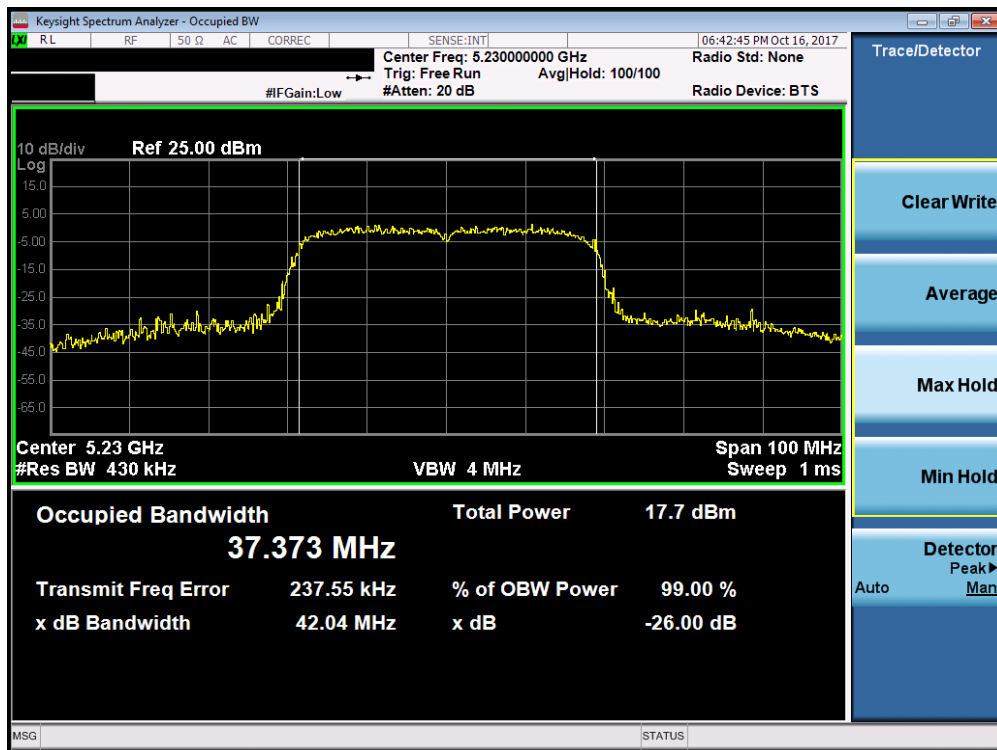 Keysight Spectrum Analyzer - Occupied BW
LXI RL RF 50 Ω AC CORREC SENSE:INT 06:42:45 PM Oct 16, 2017
Center Freq: 5.230000000 GHz Radio Std: None
Trig: Free Run Avg|Hold: 100/100
#IFGain:Low #Atten: 20 dB Radio Device: BTS
10 dB/div Ref 25.00 dBm
Log
15.0
5.00
-5.00
-15.0
-25.0
-35.0
-45.0
-55.0
-65.0
Center 5.23 GHz Span 100 MHz
#Res BW 430 kHz VBW 4 MHz Sweep 1 ms
Occupied Bandwidth Total Power 17.7 dBm
37.373 MHz
Transmit Freq Error 237.55 kHz % of OBW Power 99.00 %
x dB Bandwidth 42.04 MHz x dB -26.00 dB
MSG STATUS
Trace/Detector
Clear Write
Average
Max Hold
Min Hold
Detector
Peak▶
Auto Man